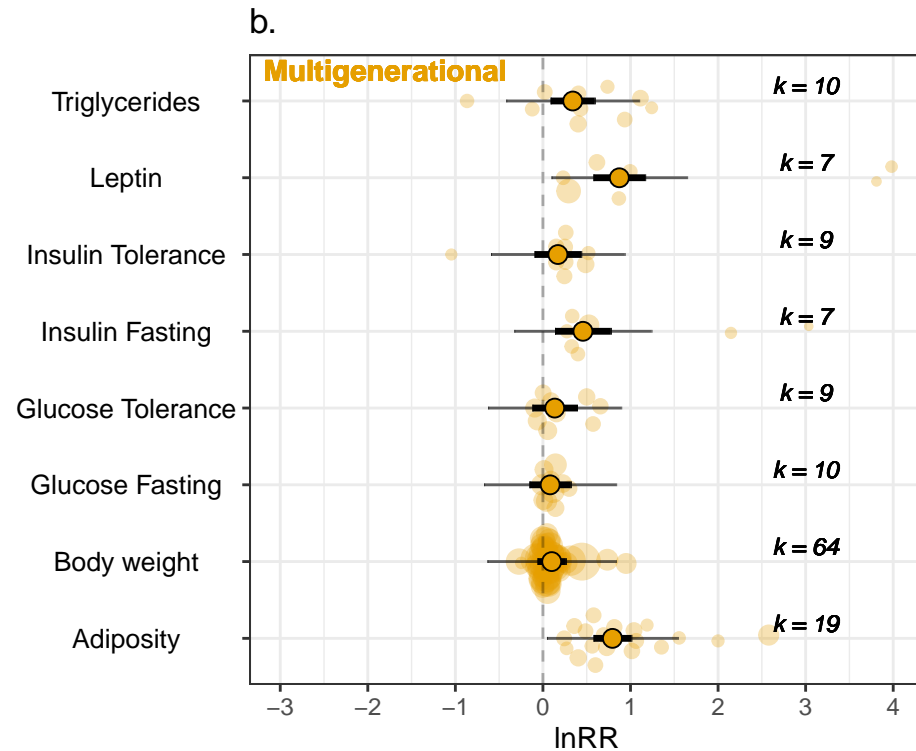 b.
Multigenerational
Triglycerides k = 10
Leptin k = 7
Insulin Tolerance k = 9
Insulin Fasting k = 7
Glucose Tolerance k = 9
Glucose Fasting k = 10
Body weight k = 64
Adiposity k = 19
−3 −2 −1 0 1 2 3 4
lnRR